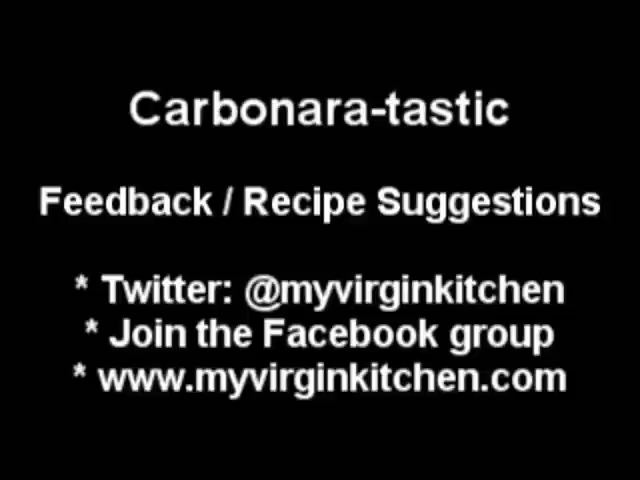 Carbonara-tastic
Feedback / Recipe Suggestions
* Twitter: @myvirginkitchen
* Join the Facebook group
* www.myvirginkitchen.com